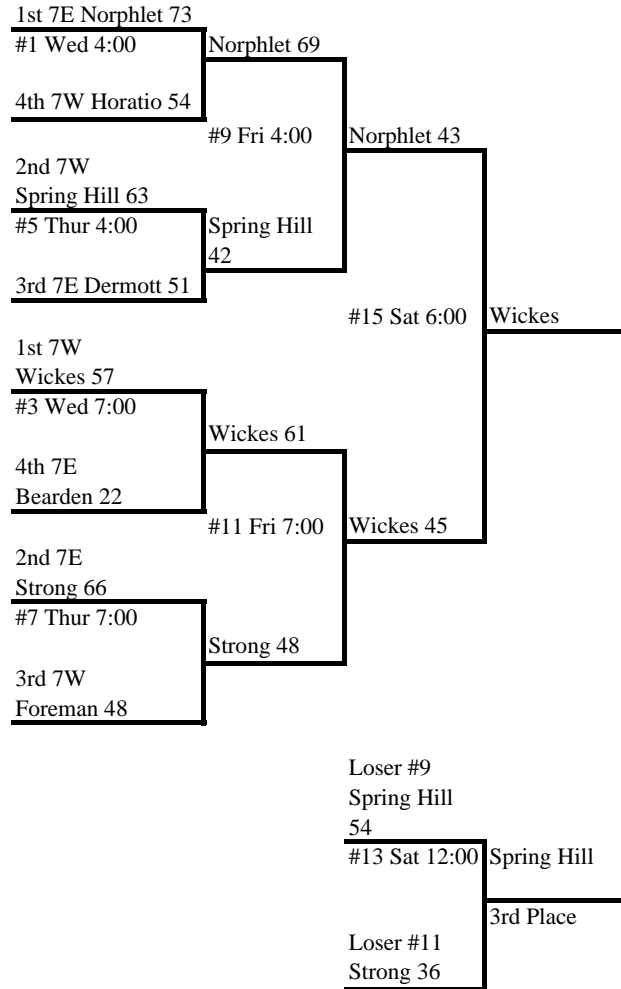 1st 7E Norphlet 73
#1 Wed 4:00
Norphlet 69
4th 7W Horatio 54
#9 Fri 4:00
Norphlet 43
2nd 7W
Spring Hill 63
#5 Thur 4:00
Spring Hill
42
3rd 7E Dermott 51
#15 Sat 6:00
Wickes
1st 7W
Wickes 57
#3 Wed 7:00
Wickes 61
4th 7E
Bearden 22
#11 Fri 7:00
Wickes 45
2nd 7E
Strong 66
#7 Thur 7:00
Strong 48
3rd 7W
Foreman 48
Loser #9
Spring Hill
54
#13 Sat 12:00
Spring Hill
3rd Place
Loser #11
Strong 36